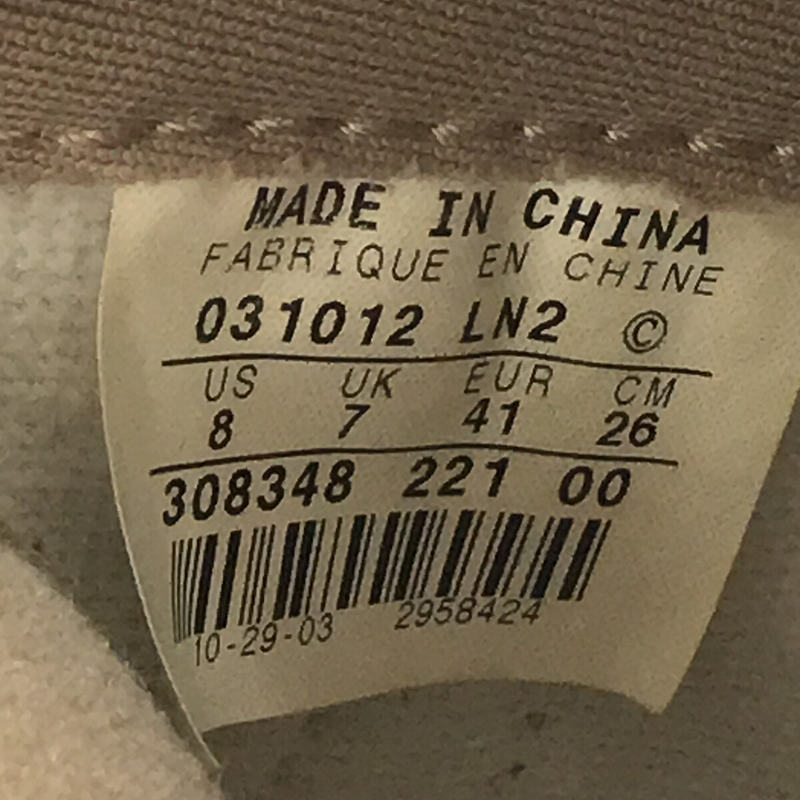 MADE IN CHINA
FABRIQUE EN CHINE
031012 LN2 ©
US UK EUR CM
8 7 41 26
308348 221 00
10-29-03 2958424